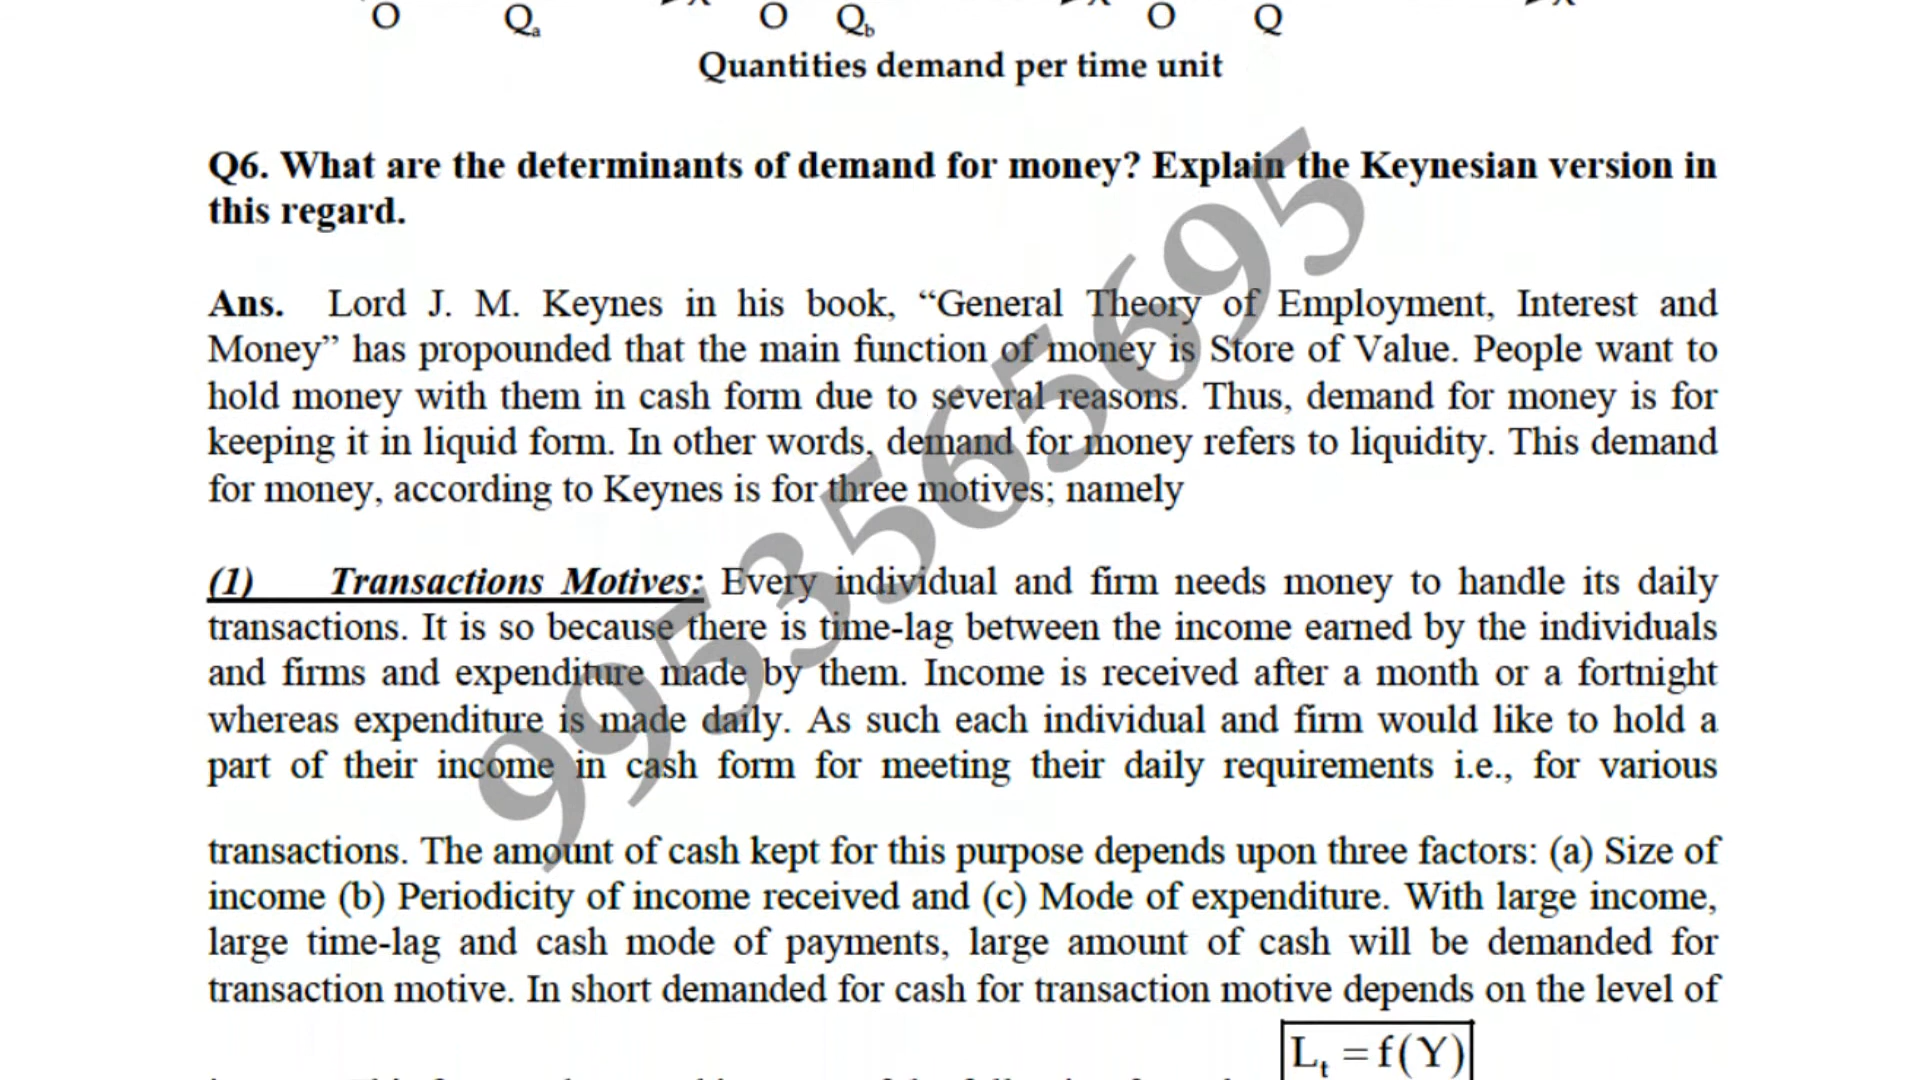 O Qa X O Qb X O Q X
Quantities demand per time unit
Q6. What are the determinants of demand for money? Explain the Keynesian version in
this regard.
Ans. Lord J. M. Keynes in his book, “General Theory of Employment, Interest and
Money” has propounded that the main function of money is Store of Value. People want to
hold money with them in cash form due to several reasons. Thus, demand for money is for
keeping it in liquid form. In other words, demand for money refers to liquidity. This demand
for money, according to Keynes is for three motives; namely
(1) Transactions Motives: Every individual and firm needs money to handle its daily
transactions. It is so because there is time-lag between the income earned by the individuals
and firms and expenditure made by them. Income is received after a month or a fortnight
whereas expenditure is made daily. As such each individual and firm would like to hold a
part of their income in cash form for meeting their daily requirements i.e., for various
transactions. The amount of cash kept for this purpose depends upon three factors: (a) Size of
income (b) Periodicity of income received and (c) Mode of expenditure. With large income,
large time-lag and cash mode of payments, large amount of cash will be demanded for
transaction motive. In short demanded for cash for transaction motive depends on the level of
Lt = f(Y)
9953565695